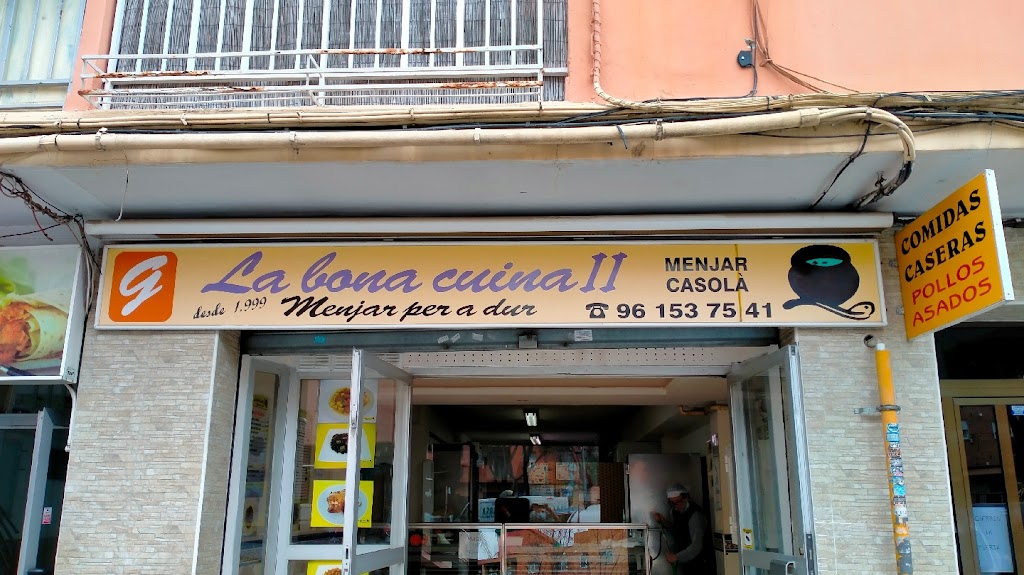 G
La bona cuina II
desde 1.999
Menjar per a dur
MENJAR
CASOLÀ
☎ 96 153 75 41
COMIDAS
CASERAS
POLLOS
ASADOS